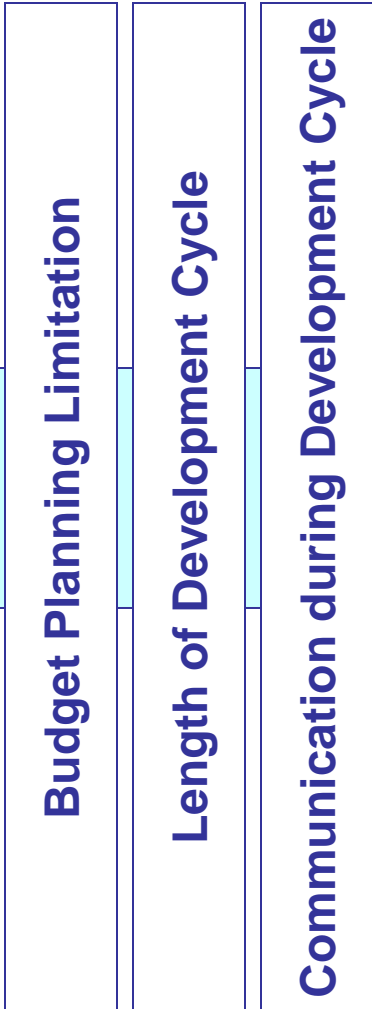 Budget Planning Limitation
Length of Development Cycle
Communication during Development Cycle